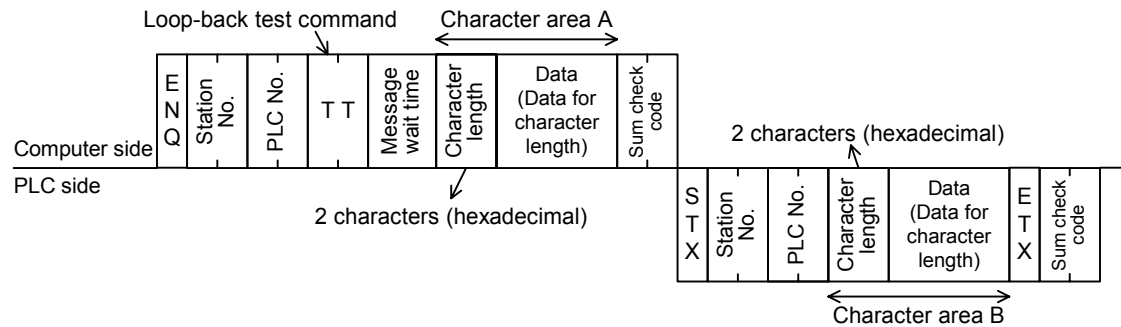 Loop-back test command
Character area A
E
N
Q
Station
No.
PLC No.
T T
Message
wait time
Character
length
Data
(Data for
character
length)
Sum check
code
Computer side
PLC side
2 characters (hexadecimal)
2 characters (hexadecimal)
S
T
X
Station
No.
PLC No.
Character
length
Data
(Data for
character
length)
E
T
X
Sum check
code
Character area B